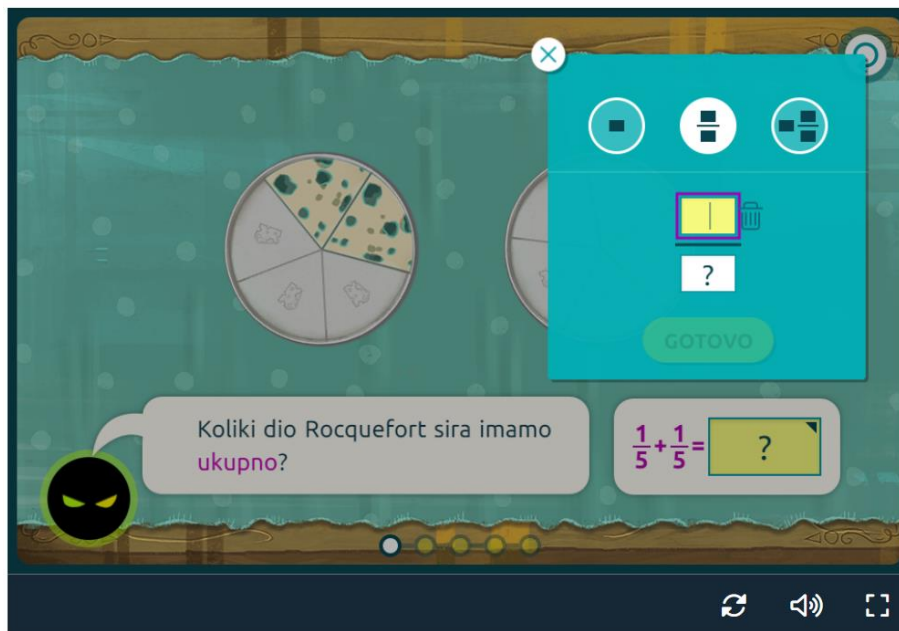 ?
GOTOVO
Koliki dio Rocquefort sira imamo
ukupno?
1/5 + 1/5 = ?